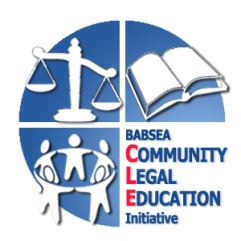 BABSEA
COMMUNITY
LEGAL
EDUCATION
Initiative